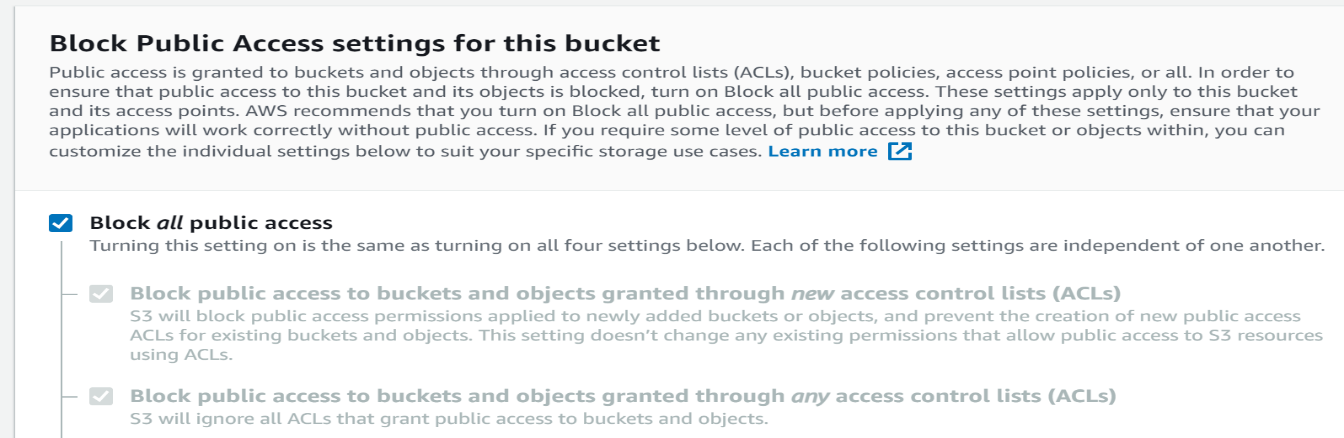 Block Public Access settings for this bucket
Public access is granted to buckets and objects through access control lists (ACLs), bucket policies, access point policies, or all. In order to
ensure that public access to this bucket and its objects is blocked, turn on Block all public access. These settings apply only to this bucket
and its access points. AWS recommends that you turn on Block all public access, but before applying any of these settings, ensure that your
applications will work correctly without public access. If you require some level of public access to this bucket or objects within, you can
customize the individual settings below to suit your specific storage use cases. Learn more
Block all public access
Turning this setting on is the same as turning on all four settings below. Each of the following settings are independent of one another.
Block public access to buckets and objects granted through new access control lists (ACLs)
S3 will block public access permissions applied to newly added buckets or objects, and prevent the creation of new public access
ACLs for existing buckets and objects. This setting doesn’t change any existing permissions that allow public access to S3 resources
using ACLs.
Block public access to buckets and objects granted through any access control lists (ACLs)
S3 will ignore all ACLs that grant public access to buckets and objects.